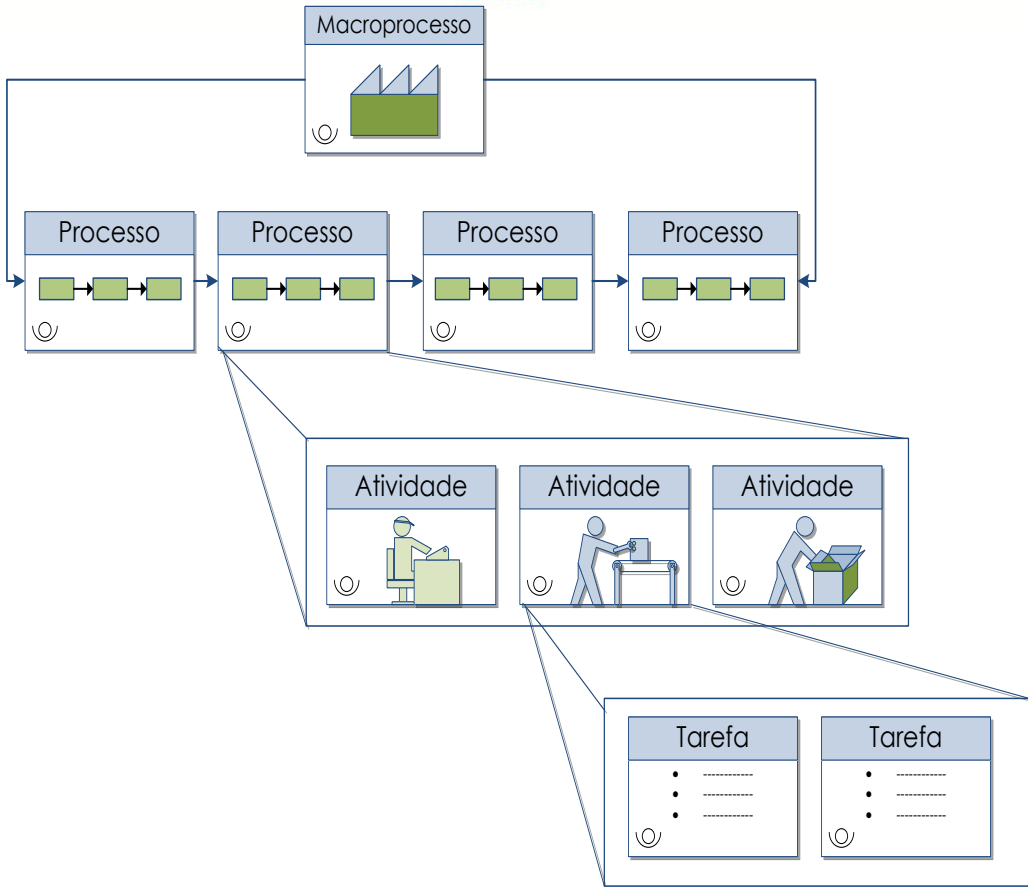 Macroprocesso
Processo
Processo
Processo
Processo
Atividade
Atividade
Atividade
Tarefa
Tarefa